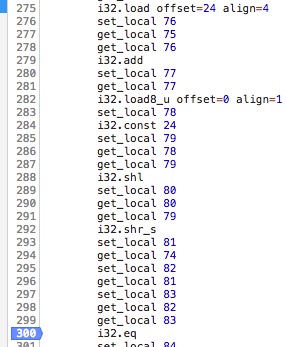 275 i32.load offset=24 align=4
276 set_local 76
277 get_local 75
278 get_local 76
279 i32.add
280 set_local 77
281 get_local 77
282 i32.load8_u offset=0 align=1
283 set_local 78
284 i32.const 24
285 set_local 79
286 get_local 78
287 get_local 79
288 i32.shl
289 set_local 80
290 get_local 80
291 get_local 79
292 i32.shr_s
293 set_local 81
294 get_local 74
295 set_local 82
296 get_local 81
297 set_local 83
298 get_local 82
299 get_local 83
300 i32.eq
301 set_local 84